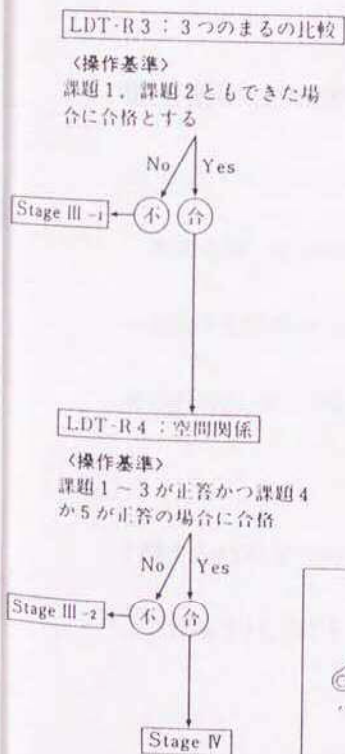 LDT-R3：3つのまるの比較
〈操作基準〉
課題1，課題2ともできた場
合に合格とする
No Yes
Stage III-1 不 合
LDT-R4：空間関係
〈操作基準〉
課題1～3が正答かつ課題4
か5が正答の場合に合格
No Yes
Stage III-2 不 合
Stage IV